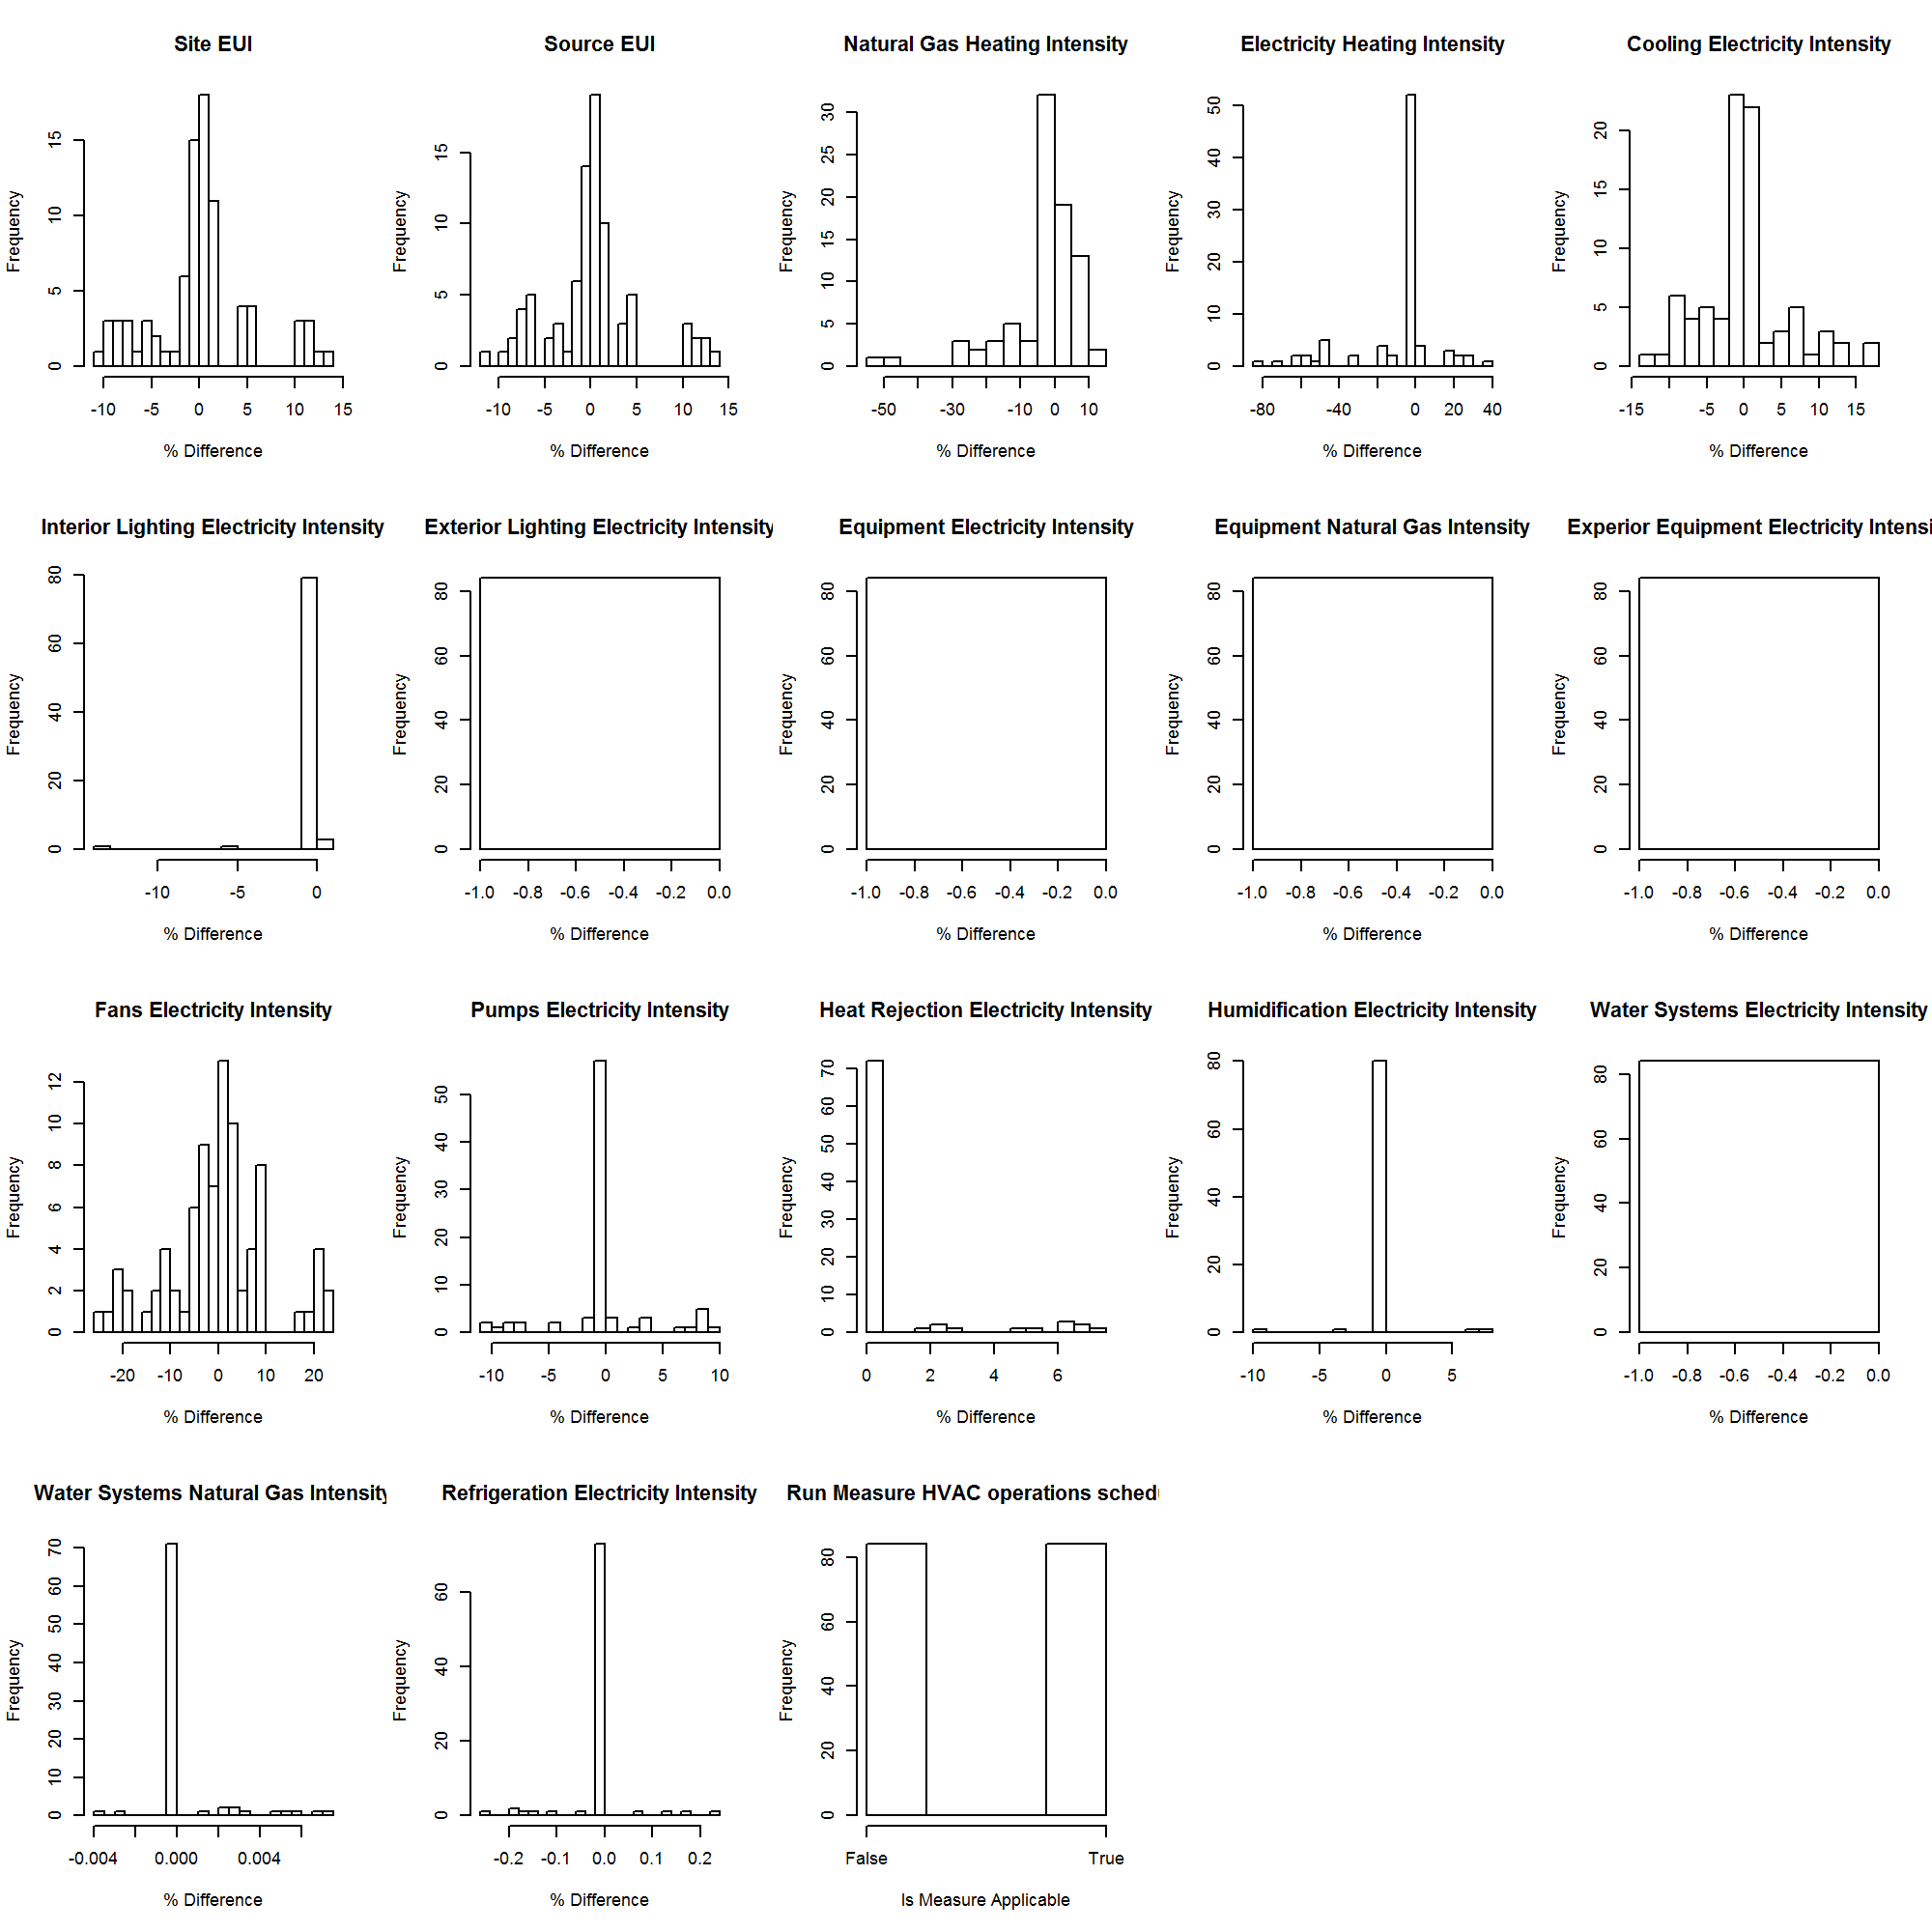 Site EUI
Frequency
0 5 10 15
-10 -5 0 5 10 15
% Difference
Source EUI
Frequency
0 5 10 15
-10 -5 0 5 10 15
% Difference
Natural Gas Heating Intensity
Frequency
0 5 10 15 20 25 30
-50 -30 -10 0 10
% Difference
Electricity Heating Intensity
Frequency
0 10 20 30 40 50
-80 -40 0 20 40
% Difference
Cooling Electricity Intensity
Frequency
0 5 10 15 20
-15 -5 0 5 10 15
% Difference
Interior Lighting Electricity Intensity
Frequency
0 20 40 60 80
-10 -5 0
% Difference
Exterior Lighting Electricity Intensity
Frequency
0 20 40 60 80
-1.0 -0.8 -0.6 -0.4 -0.2 0.0
% Difference
Equipment Electricity Intensity
Frequency
0 20 40 60 80
-1.0 -0.8 -0.6 -0.4 -0.2 0.0
% Difference
Equipment Natural Gas Intensity
Frequency
0 20 40 60 80
-1.0 -0.8 -0.6 -0.4 -0.2 0.0
% Difference
Experior Equipment Electricity Intensi
Frequency
0 20 40 60 80
-1.0 -0.8 -0.6 -0.4 -0.2 0.0
% Difference
Fans Electricity Intensity
Frequency
0 2 4 6 8 10 12
-20 -10 0 10 20
% Difference
Pumps Electricity Intensity
Frequency
0 10 20 30 40 50
-10 -5 0 5 10
% Difference
Heat Rejection Electricity Intensity
Frequency
0 10 20 30 40 50 60 70
0 2 4 6
% Difference
Humidification Electricity Intensity
Frequency
0 20 40 60 80
-10 -5 0 5
% Difference
Water Systems Electricity Intensity
Frequency
0 20 40 60 80
-1.0 -0.8 -0.6 -0.4 -0.2 0.0
% Difference
Water Systems Natural Gas Intensity
Frequency
0 10 20 30 40 50 60 70
-0.004 0.000 0.004
% Difference
Refrigeration Electricity Intensity
Frequency
0 20 40 60
-0.2 -0.1 0.0 0.1 0.2
% Difference
Run Measure HVAC operations sched
Frequency
0 20 40 60 80
False True
Is Measure Applicable